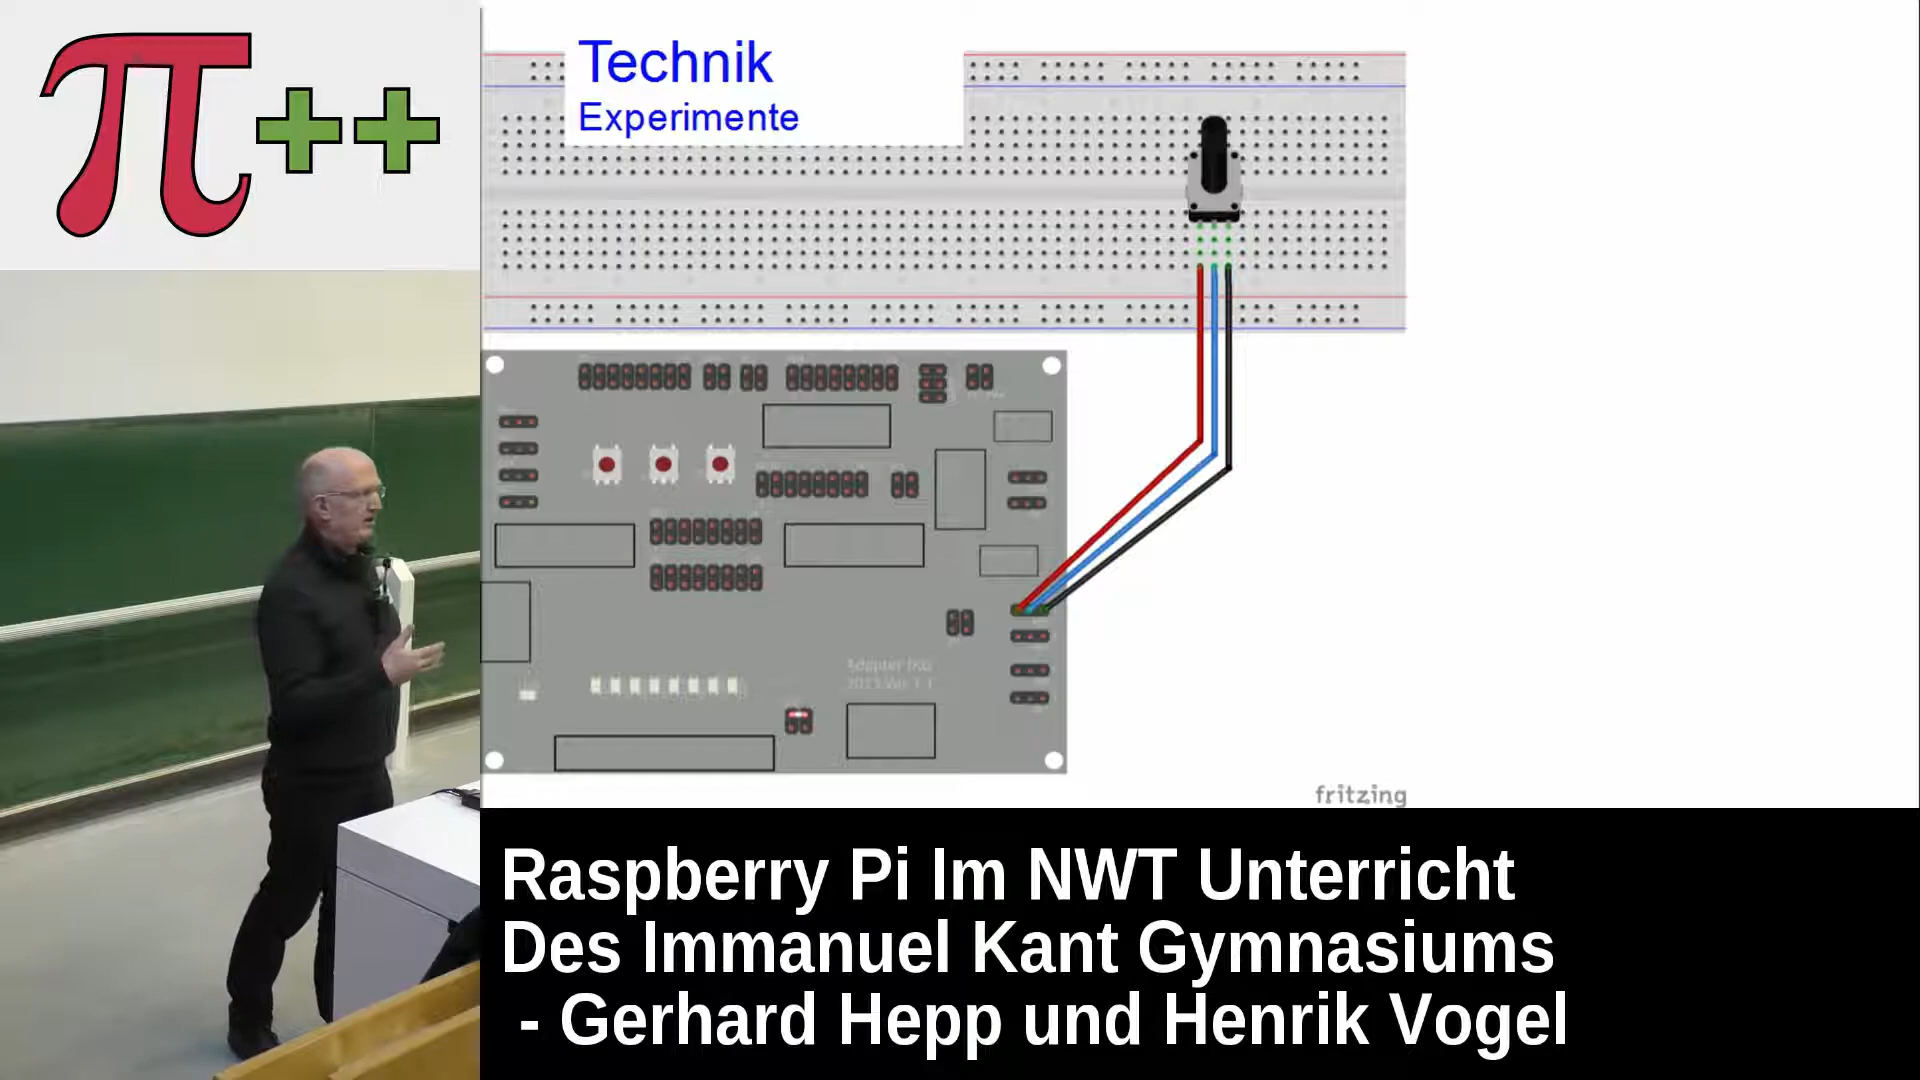 π++
Technik
Experimente
fritzing
Raspberry Pi Im NWT Unterricht
Des Immanuel Kant Gymnasiums
- Gerhard Hepp und Henrik Vogel